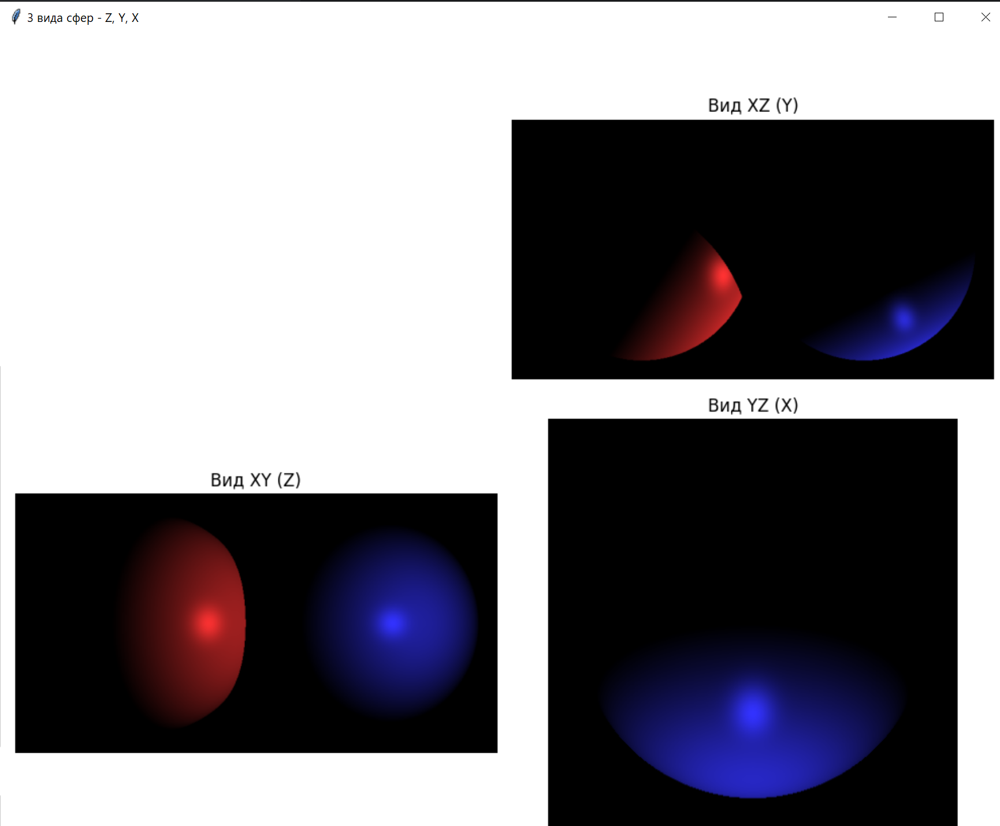 3 вида сфер - Z, Y, X
Вид XZ (Y)
Вид YZ (X)
Вид XY (Z)